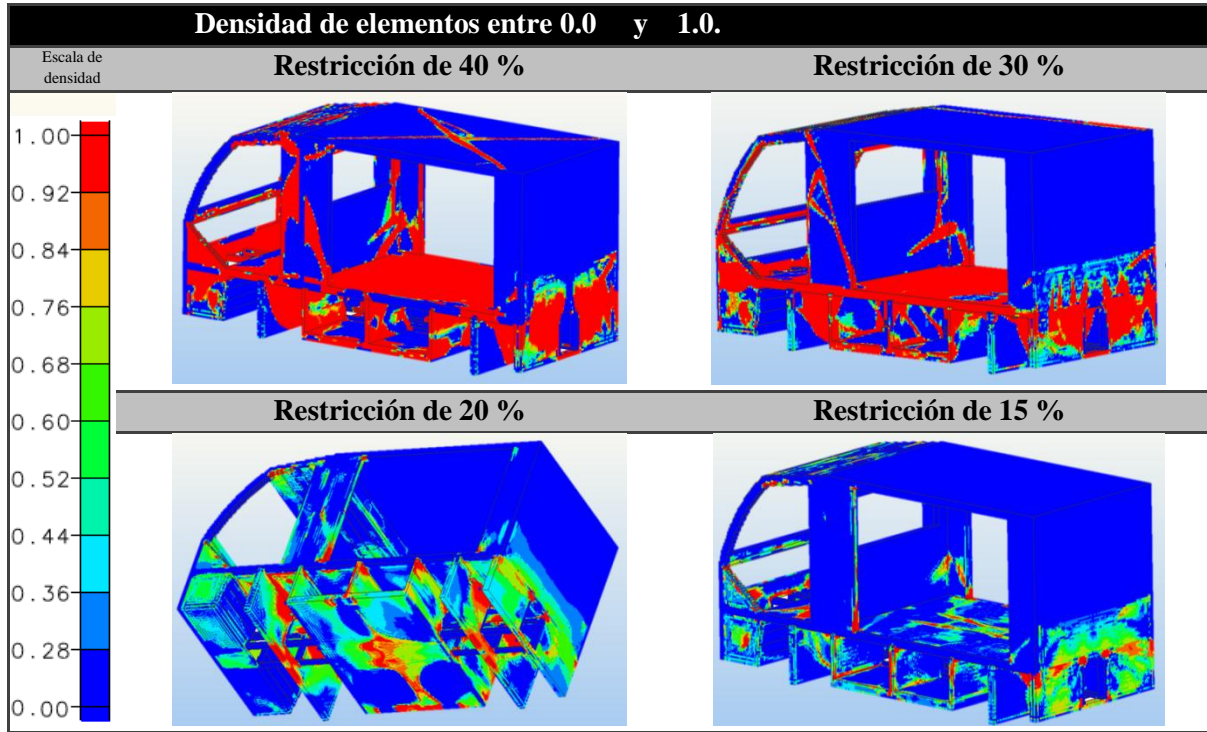 Densidad de elementos entre 0.0 y 1.0.
Escala de
densidad
Restricción de 40 %
Restricción de 30 %
1.00
0.92
0.84
0.76
0.68
0.60
0.52
0.44
0.36
0.28
0.00
Restricción de 20 %
Restricción de 15 %